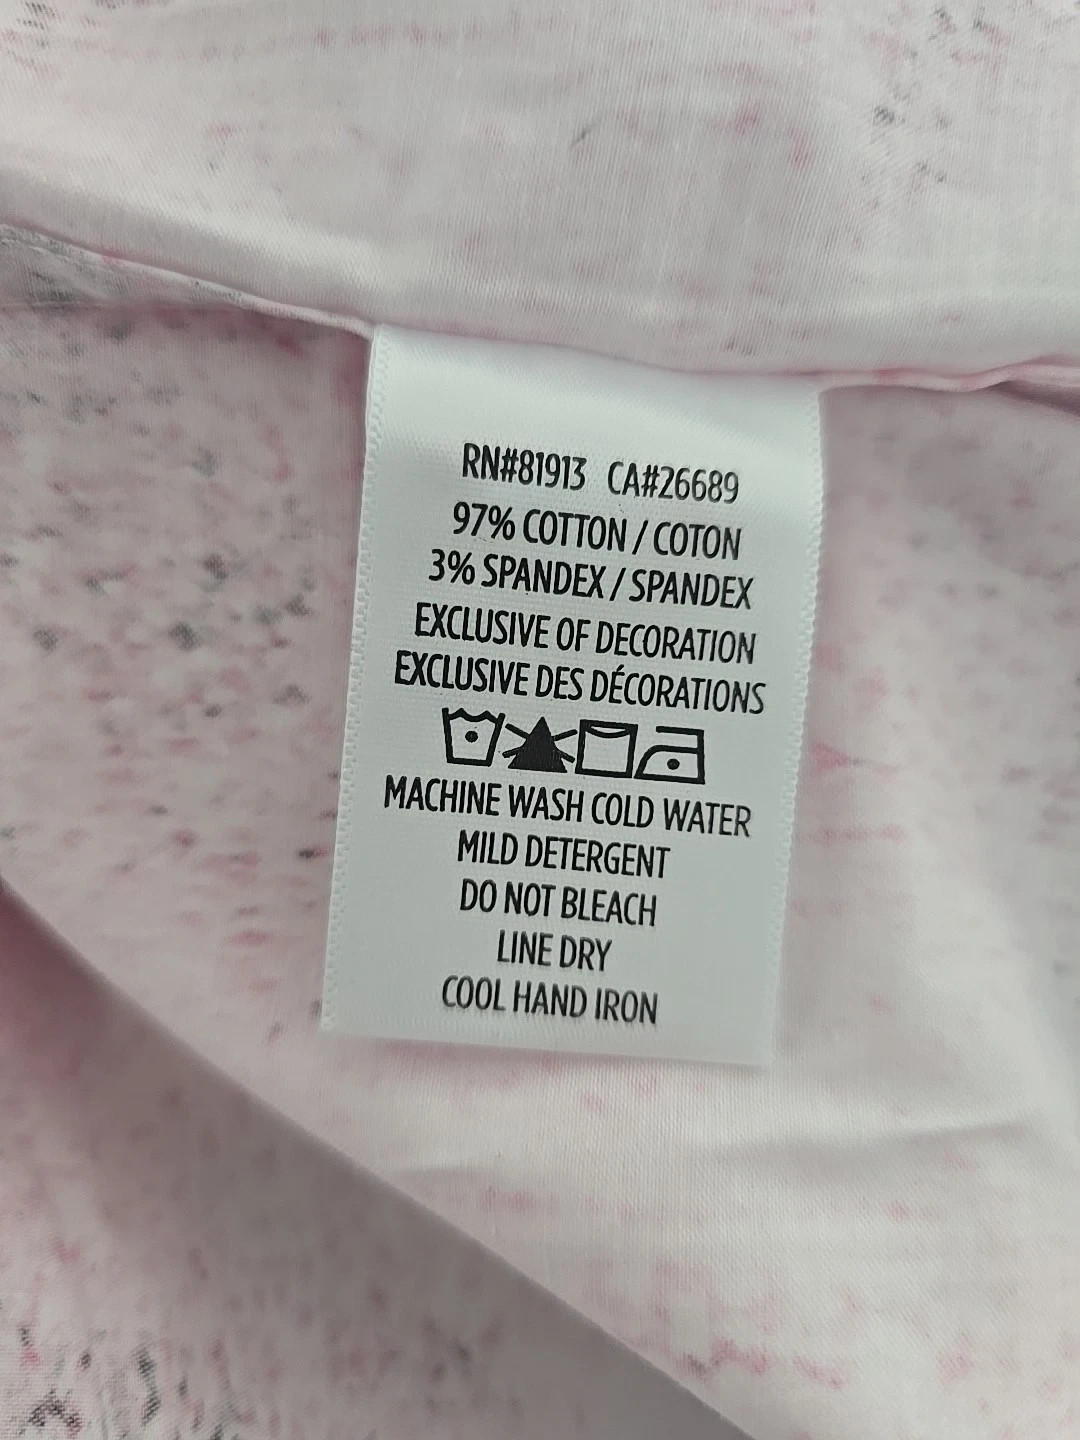 RN#81913 CA#26689
97% COTTON / COTON
3% SPANDEX / SPANDEX
EXCLUSIVE OF DECORATION
EXCLUSIVE DES DÉCORATIONS
MACHINE WASH COLD WATER
MILD DETERGENT
DO NOT BLEACH
LINE DRY
COOL HAND IRON